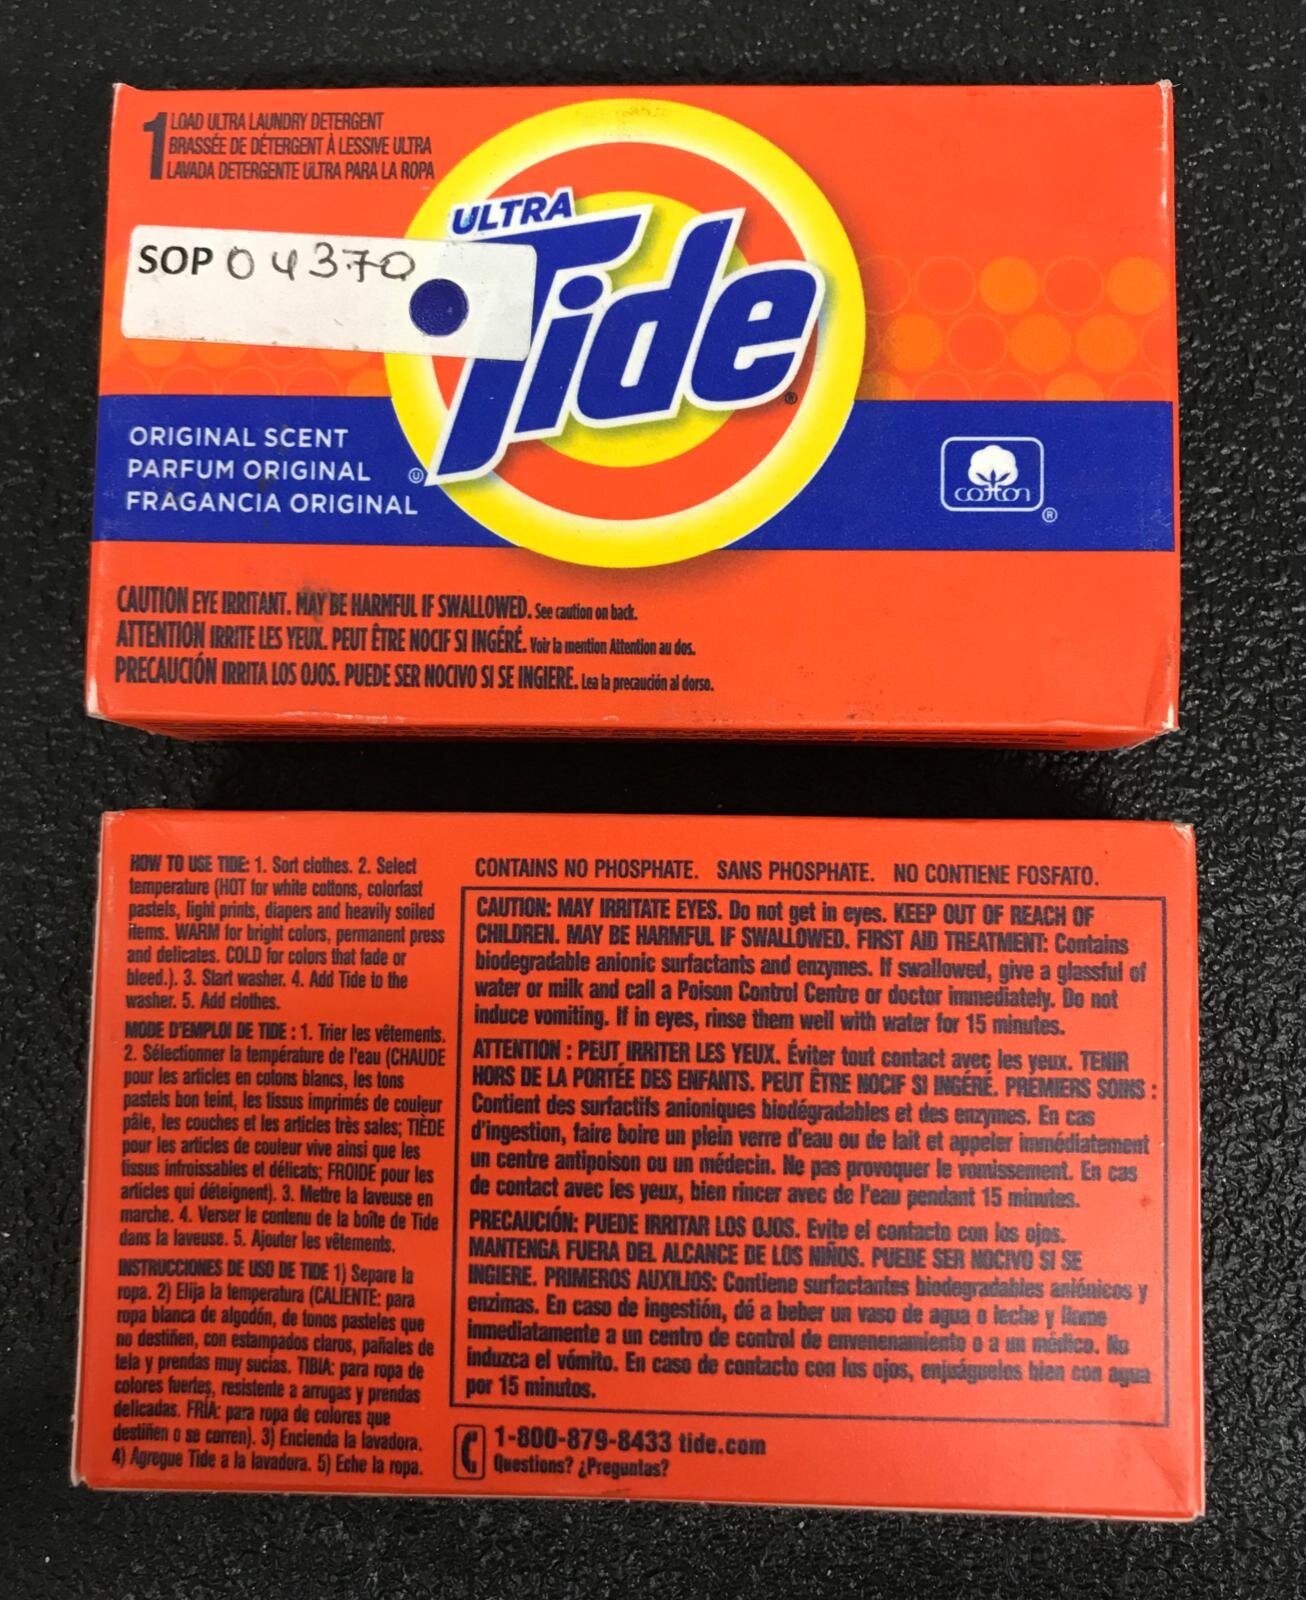 1 LOAD ULTRA LAUNDRY DETERGENT
BRASSÉE DE DÉTERGENT À LESSIVE ULTRA
LAVADA DETERGENTE ULTRA PARA LA ROPA
ULTRA
Tide®
SOP 04370
ORIGINAL SCENT
PARFUM ORIGINAL
FRAGANCIA ORIGINAL
Ⓤ
cotton
®
CAUTION EYE IRRITANT. MAY BE HARMFUL IF SWALLOWED. See caution on back.
ATTENTION IRRITE LES YEUX. PEUT ÊTRE NOCIF SI INGÉRÉ. Voir la mention Attention au dos.
PRECAUCIÓN IRRITA LOS OJOS. PUEDE SER NOCIVO SI SE INGIERE. Lea la precaución al dorso.
HOW TO USE TIDE: 1. Sort clothes. 2. Select
temperature (HOT for white cottons, colorfast
pastels, light prints, diapers and heavily soiled
items. WARM for bright colors, permanent press
and delicates. COLD for colors that fade or
bleed.). 3. Start washer. 4. Add Tide to the
washer. 5. Add clothes.
MODE D'EMPLOI DE TIDE : 1. Trier les vêtements.
2. Sélectionner la température de l'eau (CHAUDE
pour les articles en cotons blancs, les tons
pastels bon teint, les tissus imprimés de couleur
pâle, les couches et les articles très sales; TIÈDE
pour les articles de couleur vive ainsi que les
tissus infroissables et délicats; FROIDE pour les
articles qui déteignent). 3. Mettre la laveuse en
marche. 4. Verser le contenu de la boîte de Tide
dans la laveuse. 5. Ajouter les vêtements.
INSTRUCCIONES DE USO DE TIDE 1) Separe la
ropa. 2) Elija la temperatura (CALIENTE: para
ropa blanca de algodón, de tonos pasteles que
no destiñen, con estampados claros, pañales de
tela y prendas muy sucias. TIBIA: para ropa de
colores fuertes, resistente a arrugas y prendas
delicadas. FRÍA: para ropa de colores que
destiñen o se corren). 3) Encienda la lavadora.
4) Agregue Tide a la lavadora. 5) Eche la ropa.
CONTAINS NO PHOSPHATE. SANS PHOSPHATE. NO CONTIENE FOSFATO.
CAUTION: MAY IRRITATE EYES. Do not get in eyes. KEEP OUT OF REACH OF
CHILDREN. MAY BE HARMFUL IF SWALLOWED. FIRST AID TREATMENT: Contains
biodegradable anionic surfactants and enzymes. If swallowed, give a glassful of
water or milk and call a Poison Control Centre or doctor immediately. Do not
induce vomiting. If in eyes, rinse them well with water for 15 minutes.
ATTENTION : PEUT IRRITER LES YEUX. Éviter tout contact avec les yeux. TENIR
HORS DE LA PORTÉE DES ENFANTS. PEUT ÊTRE NOCIF SI INGÉRÉ. PREMIERS SOINS :
Contient des surfactifs anioniques biodégradables et des enzymes. En cas
d'ingestion, faire boire un plein verre d'eau ou de lait et appeler immédiatement
un centre antipoison ou un médecin. Ne pas provoquer le vomissement. En cas
de contact avec les yeux, bien rincer avec de l'eau pendant 15 minutes.
PRECAUCIÓN: PUEDE IRRITAR LOS OJOS. Evite el contacto con los ojos.
MANTENGA FUERA DEL ALCANCE DE LOS NIÑOS. PUEDE SER NOCIVO SI SE
INGIERE. PRIMEROS AUXILIOS: Contiene surfactantes biodegradables aniónicos y
enzimas. En caso de ingestión, dé a beber un vaso de agua o leche y llame
inmediatamente a un centro de control de envenenamiento o a un médico. No
induzca el vómito. En caso de contacto con los ojos, enjuáguelos bien con agua
por 15 minutos.
1-800-879-8433 tide.com
Questions? ¿Preguntas?